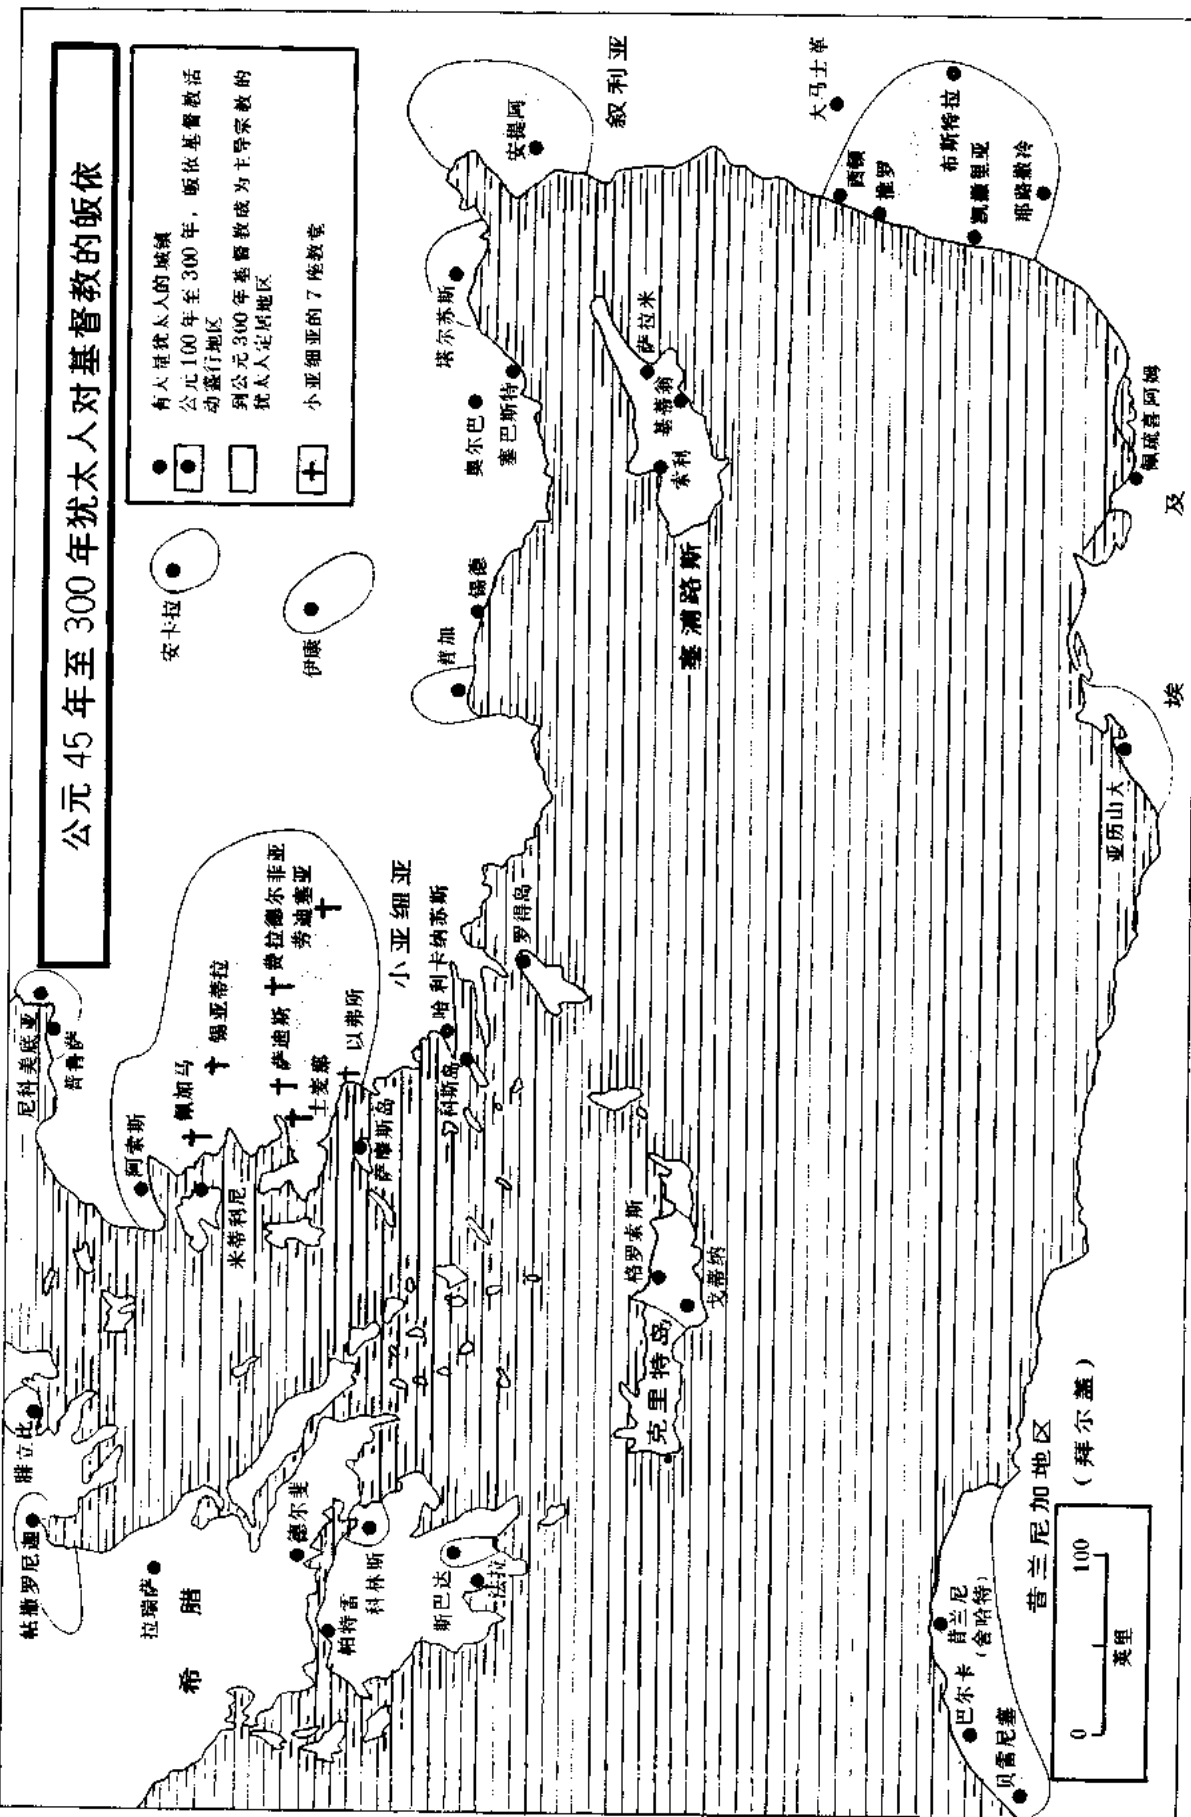 公元45年至300年犹太人对基督教的皈依
有大量犹太人的城镇
公元100年至300年，皈依基督教活
动盛行地区
到公元300年基督教成为主导宗教的
犹太人定居地区
小亚细亚的7座教堂
帖撒罗尼迦
腓立比
尼科美底亚
普鲁萨
安卡拉
伊康
拉瑞萨
希腊
德尔斐
帕特雷
科林斯
斯巴达
法拉
阿索斯
佩加马
锡亚蒂拉
米蒂利尼
萨迪斯
费拉德尔菲亚
劳迪塞亚
士麦那
以弗所
萨摩斯岛
小亚细亚
哈利卡纳苏斯
科斯岛
罗得岛
普加
锡德
奥尔巴
塞巴斯特
塔尔苏斯
安提阿
叙利亚
克里特岛
格罗索斯
戈蒂纳
塞浦路斯
索利
基蒂翁
萨拉米
大马士革
西顿
推罗
布斯特拉
凯撒里亚
耶路撒冷
佩琉喜阿姆
埃及
亚历山大
昔兰尼加地区
（拜尔盖）
昔兰尼
（舍哈特）
巴尔卡
贝雷尼塞
0 100
英里